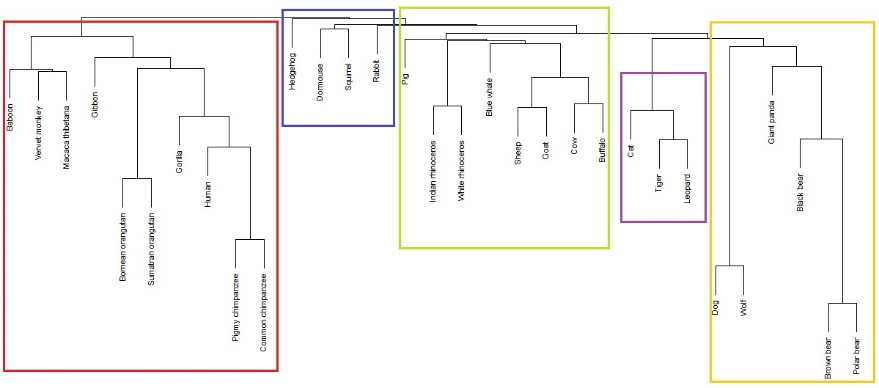 Baboon
Vervet monkey
Macaca thibetana
Gibbon
Bornean orangutan
Sumatran orangutan
Gorilla
Human
Pigmy chimpanzee
Common chimpanzee
Hedgehog
Dormouse
Squirrel
Rabbit
Pig
Indian rhinoceros
White rhinoceros
Blue whale
Sheep
Goat
Cow
Buffalo
Cat
Tiger
Leopard
Dog
Wolf
Giant panda
Black bear
Brown bear
Polar bear